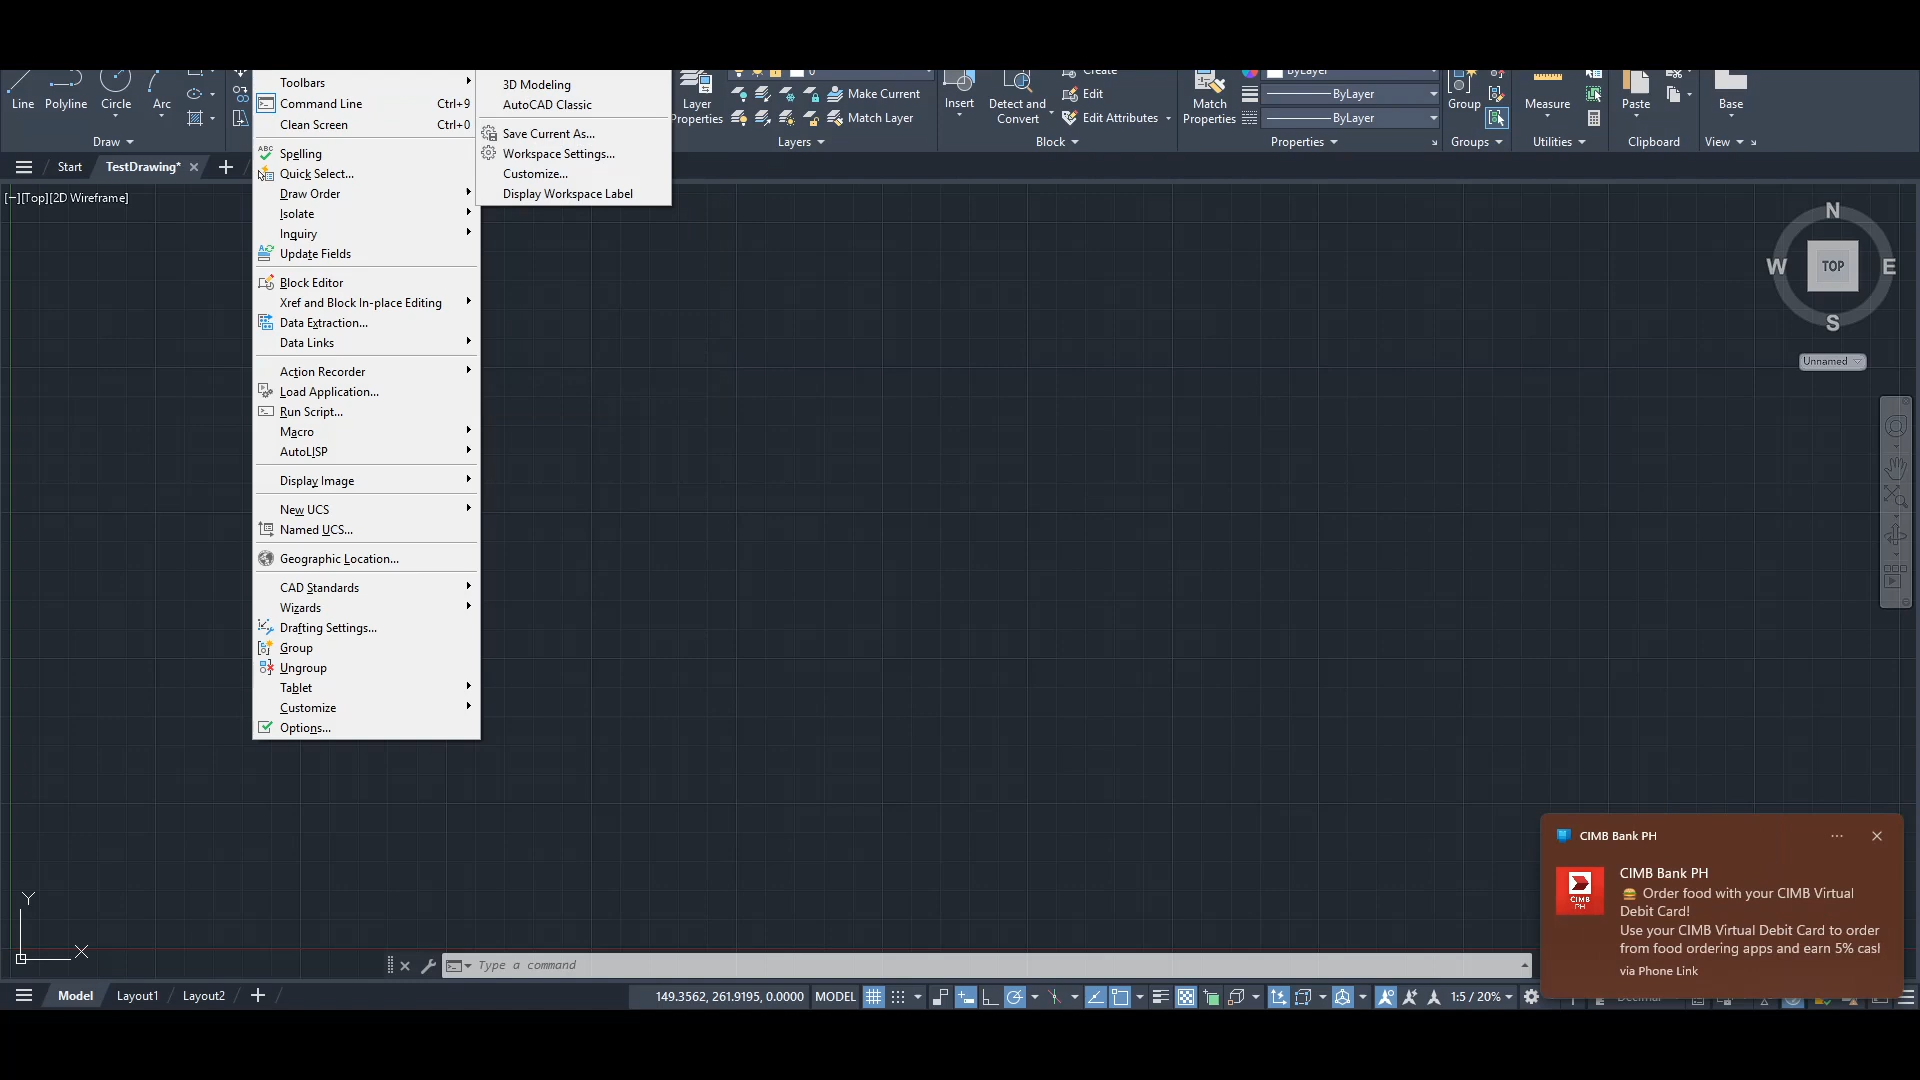 Line
Polyline
Circle
Arc
Draw
Toolbars
Command Line Ctrl+9
Clean Screen Ctrl+0
Spelling
Quick Select...
Draw Order
Isolate
Inquiry
Update Fields
Block Editor
Xref and Block In-place Editing
Data Extraction...
Data Links
Action Recorder
Load Application...
Run Script...
Macro
AutoLISP
Display Image
New UCS
Named UCS...
Geographic Location...
CAD Standards
Wizards
Drafting Settings...
Group
Ungroup
Tablet
Customize
Options...
3D Modeling
AutoCAD Classic
Save Current As...
Workspace Settings...
Customize...
Display Workspace Label
Layer
Properties
0
Make Current
Match Layer
Layers
Insert
Detect and
Convert
Create
Edit
Edit Attributes
Block
Match
Properties
ByLayer
ByLayer
ByLayer
Properties
Group
Groups
Measure
Utilities
Paste
Clipboard
Base
View
Start
TestDrawing*
[−][Top][2D Wireframe]
N
W
TOP
E
S
Unnamed
CIMB Bank PH
CIMB Bank PH
Order food with your CIMB Virtual
Debit Card!
Use your CIMB Virtual Debit Card to order
from food ordering apps and earn 5% casl
via Phone Link
CIMB
PH
Y
X
Type a command
Model
Layout1
Layout2
149.3562, 261.9195, 0.0000
MODEL
1:5 / 20%
Decimal